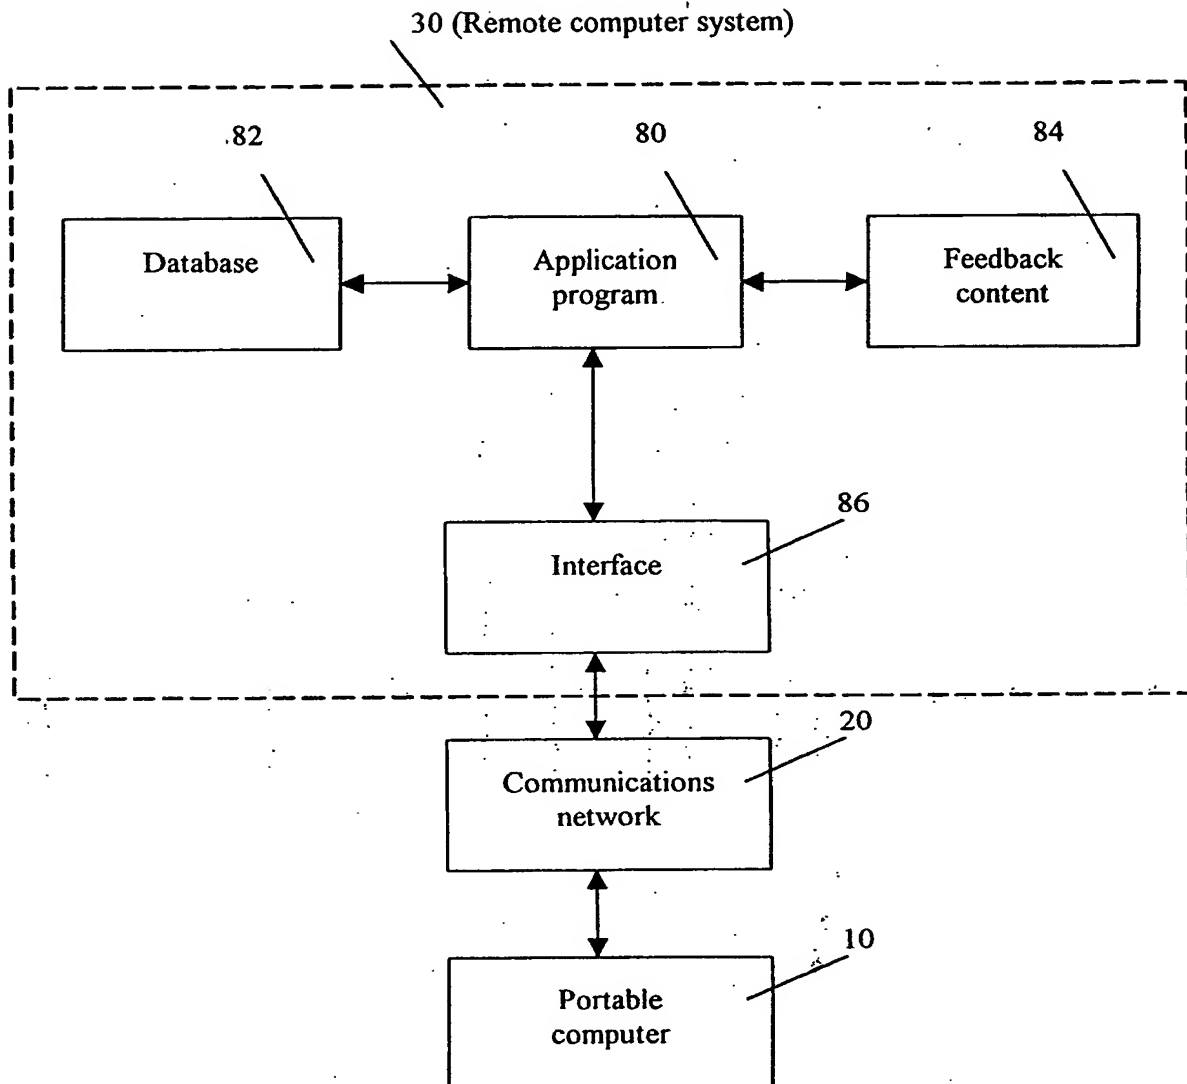 30 (Remote computer system)
82
80
84
Database
Application
program
Feedback
content
86
Interface
20
Communications
network
10
Portable
computer